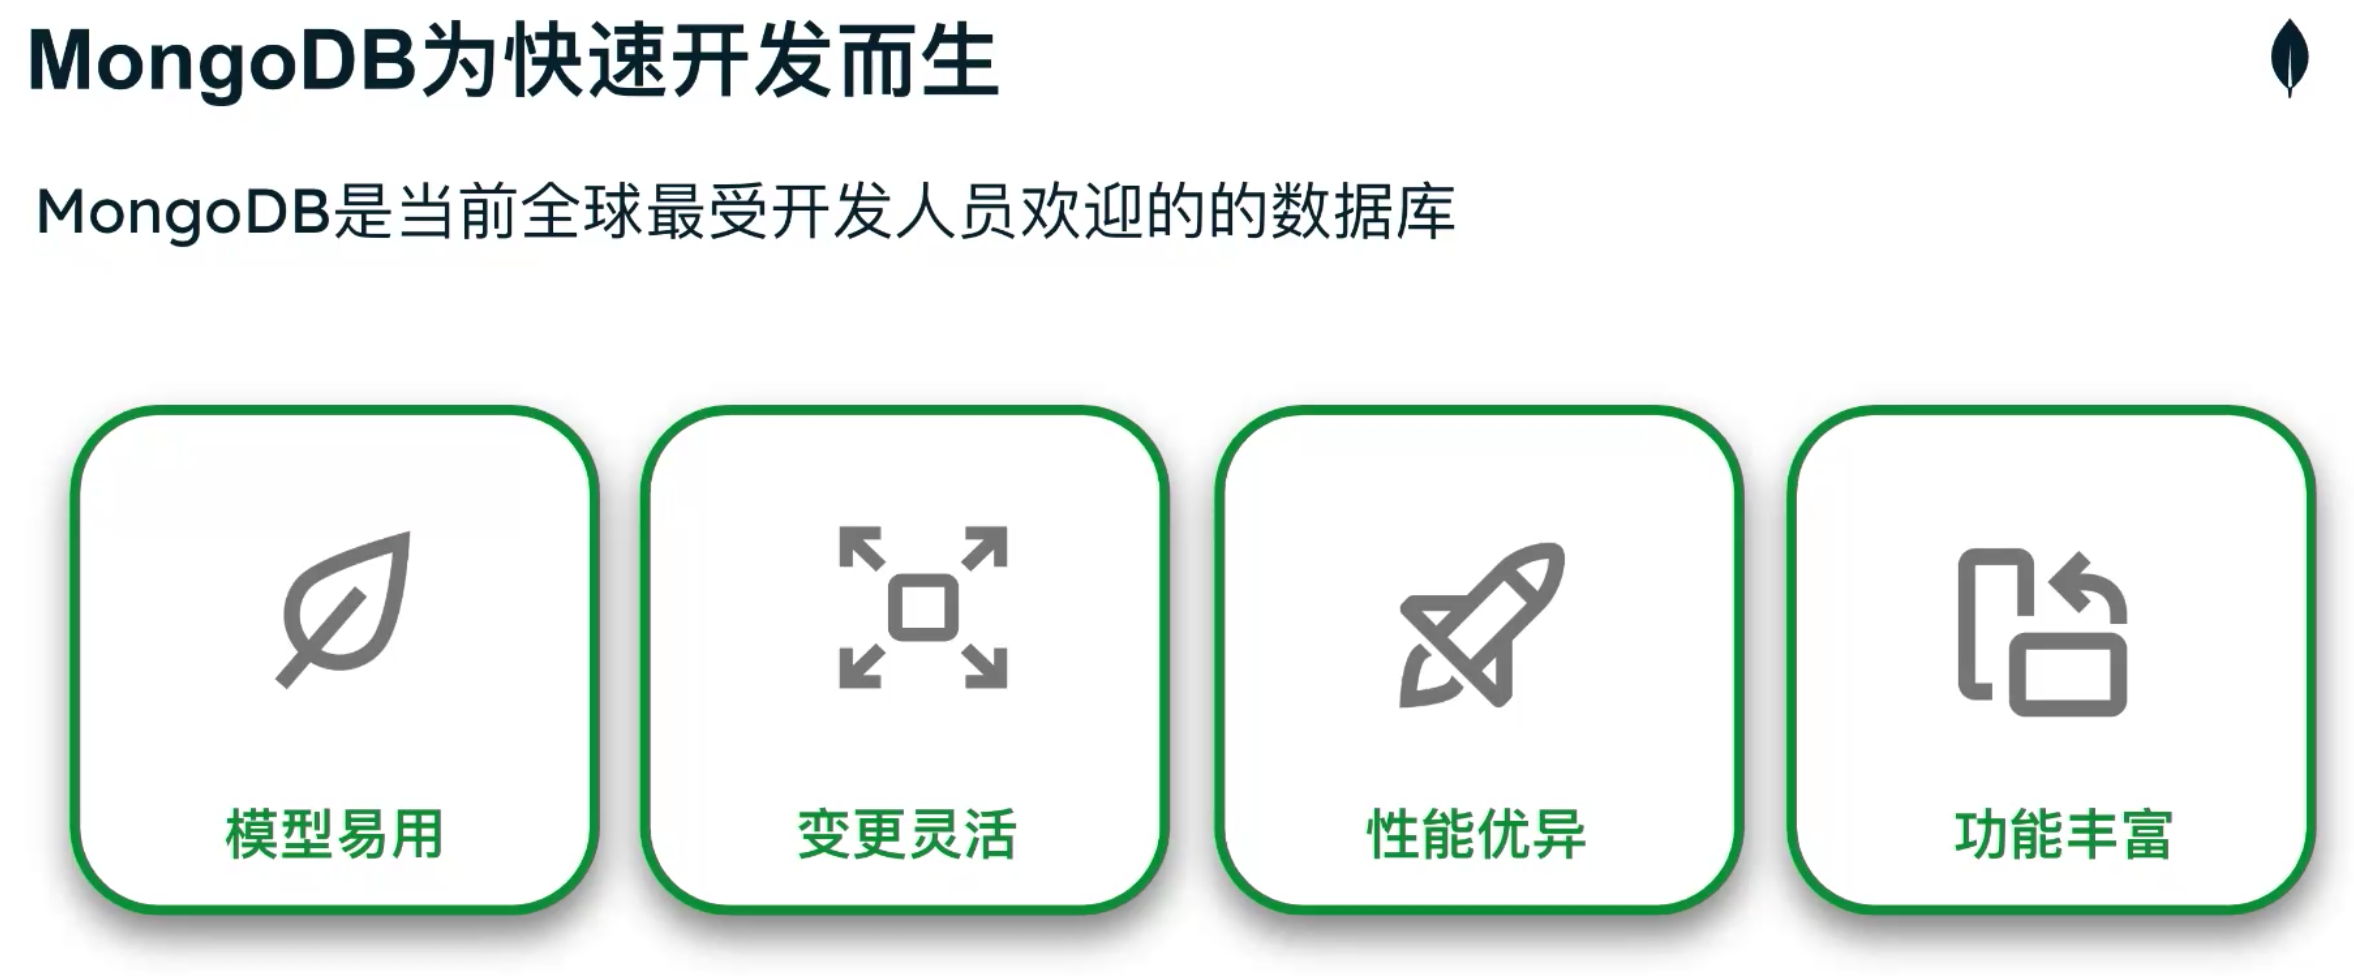 MongoDB为快速开发而生
MongoDB是当前全球最受开发人员欢迎的的数据库
模型易用
变更灵活
性能优异
功能丰富